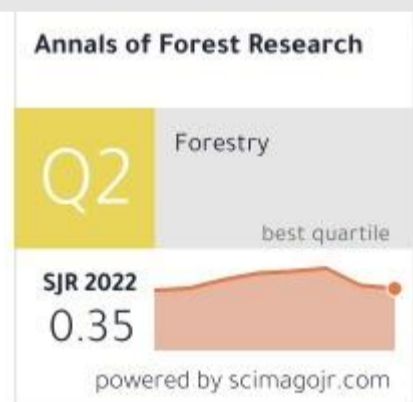 Annals of Forest Research
Q2
Forestry
best quartile
SJR 2022
0.35
powered by scimagojr.com